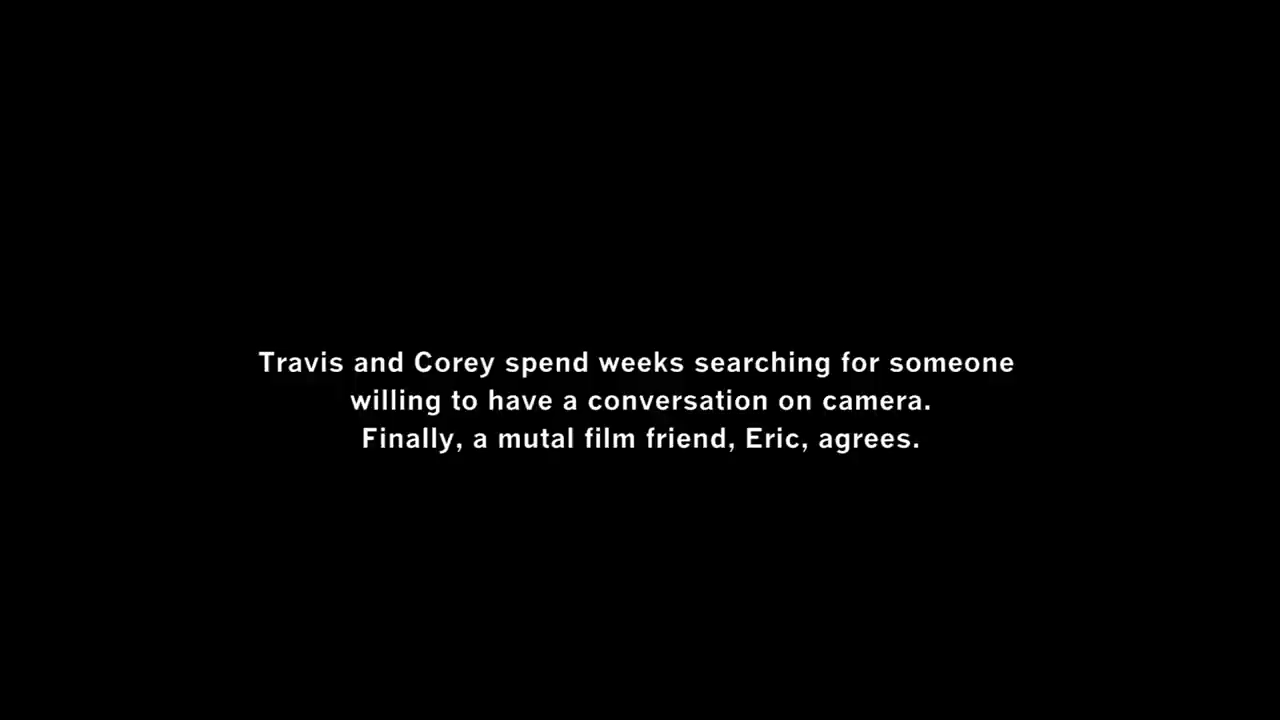 Travis and Corey spend weeks searching for someone
willing to have a conversation on camera.
Finally, a mutal film friend, Eric, agrees.